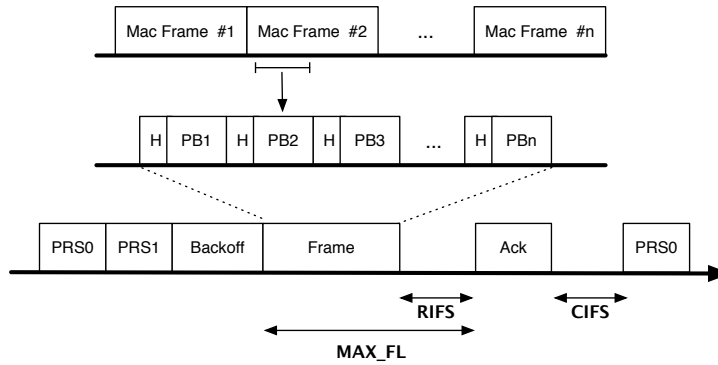 Mac Frame #1 Mac Frame #2 ... Mac Frame #n
H PB1 H PB2 H PB3 ... H PBn
PRS0 PRS1 Backoff Frame Ack PRS0
RIFS CIFS
MAX_FL